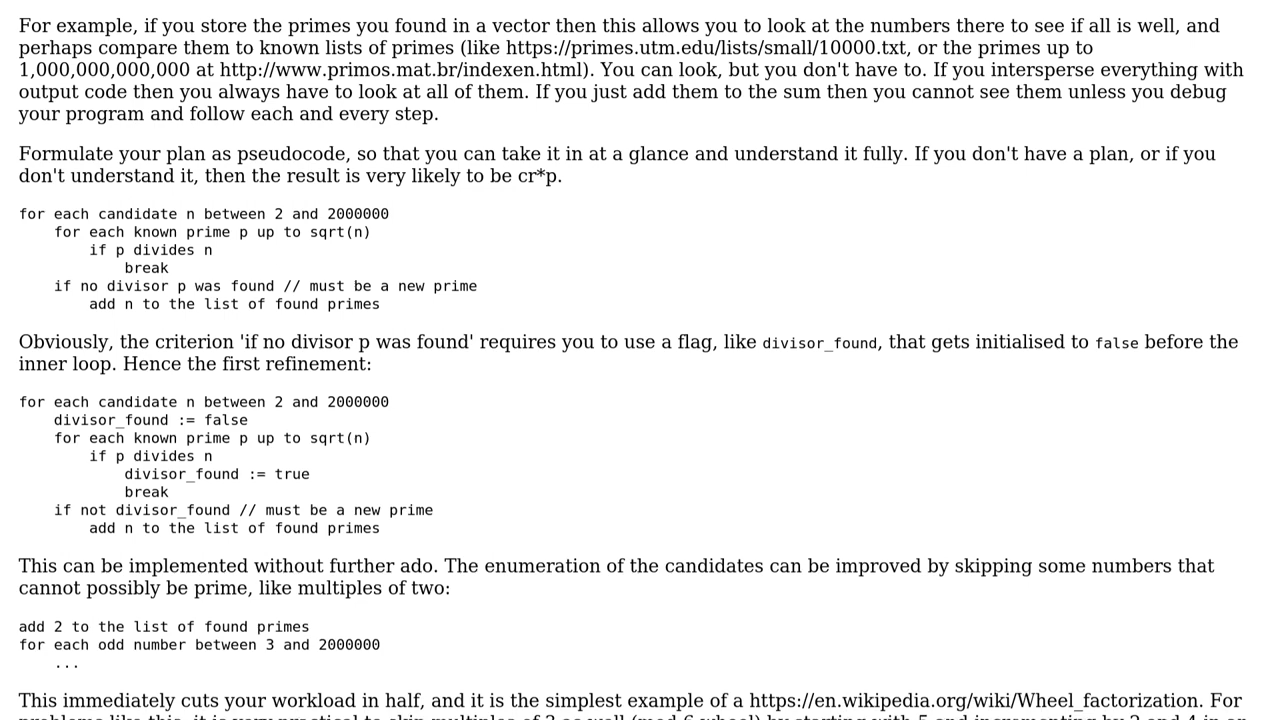 For example, if you store the primes you found in a vector then this allows you to look at the numbers there to see if all is well, and
perhaps compare them to known lists of primes (like https://primes.utm.edu/lists/small/10000.txt, or the primes up to
1,000,000,000,000 at http://www.primos.mat.br/indexen.html). You can look, but you don't have to. If you intersperse everything with
output code then you always have to look at all of them. If you just add them to the sum then you cannot see them unless you debug
your program and follow each and every step.
Formulate your plan as pseudocode, so that you can take it in at a glance and understand it fully. If you don't have a plan, or if you
don't understand it, then the result is very likely to be cr*p.
for each candidate n between 2 and 2000000
    for each known prime p up to sqrt(n)
        if p divides n
            break
    if no divisor p was found // must be a new prime
        add n to the list of found primes
Obviously, the criterion 'if no divisor p was found' requires you to use a flag, like divisor_found, that gets initialised to false before the
inner loop. Hence the first refinement:
for each candidate n between 2 and 2000000
    divisor_found := false
    for each known prime p up to sqrt(n)
        if p divides n
            divisor_found := true
            break
    if not divisor_found // must be a new prime
        add n to the list of found primes
This can be implemented without further ado. The enumeration of the candidates can be improved by skipping some numbers that
cannot possibly be prime, like multiples of two:
add 2 to the list of found primes
for each odd number between 3 and 2000000
    ...
This immediately cuts your workload in half, and it is the simplest example of a https://en.wikipedia.org/wiki/Wheel_factorization. For